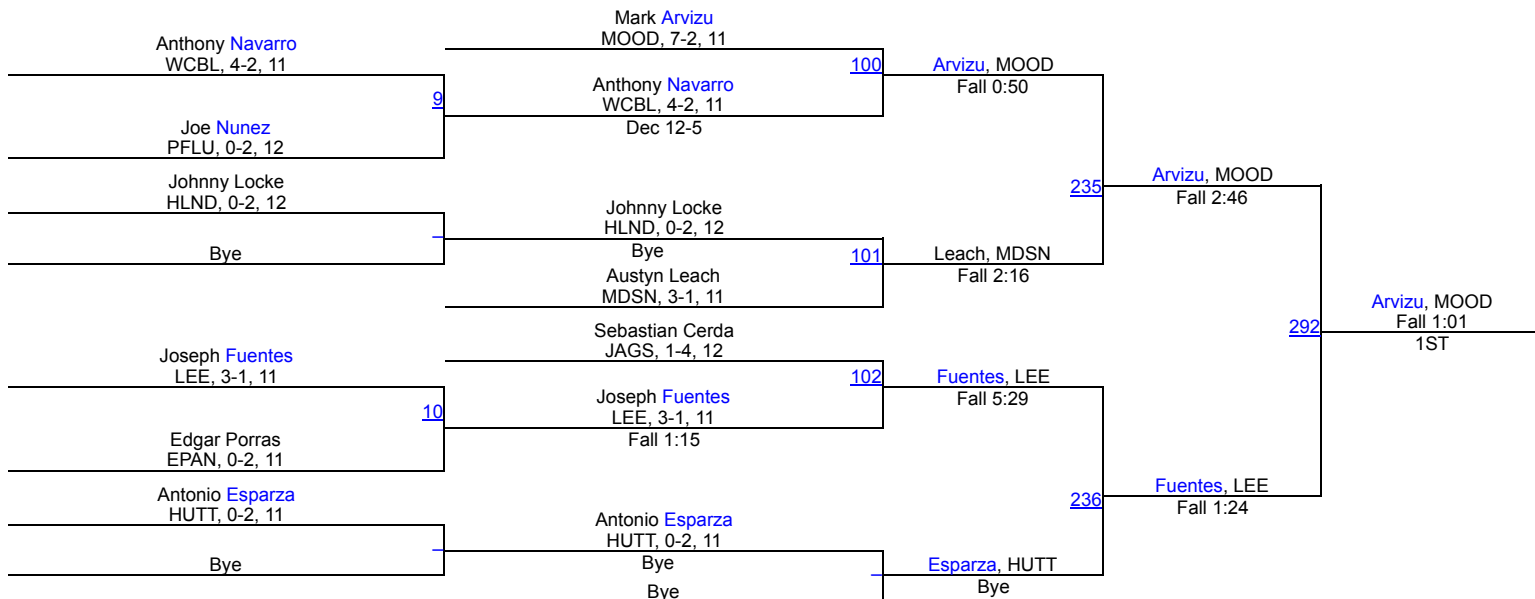 Anthony Navarro
WCBL, 4-2, 11
9
Joe Nunez
PFLU, 0-2, 12
Johnny Locke
HLND, 0-2, 12
Bye
Joseph Fuentes
LEE, 3-1, 11
10
Edgar Porras
EPAN, 0-2, 11
Antonio Esparza
HUTT, 0-2, 11
Bye
Mark Arvizu
MOOD, 7-2, 11
100
Anthony Navarro
WCBL, 4-2, 11
Dec 12-5
Johnny Locke
HLND, 0-2, 12
Bye
101
Austyn Leach
MDSN, 3-1, 11
Sebastian Cerda
JAGS, 1-4, 12
102
Joseph Fuentes
LEE, 3-1, 11
Fall 1:15
Antonio Esparza
HUTT, 0-2, 11
Bye
Bye
Arvizu, MOOD
Fall 0:50
235
Leach, MDSN
Fall 2:16
Fuentes, LEE
Fall 5:29
236
Esparza, HUTT
Bye
Arvizu, MOOD
Fall 2:46
292
Fuentes, LEE
Fall 1:24
Arvizu, MOOD
Fall 1:01
1ST